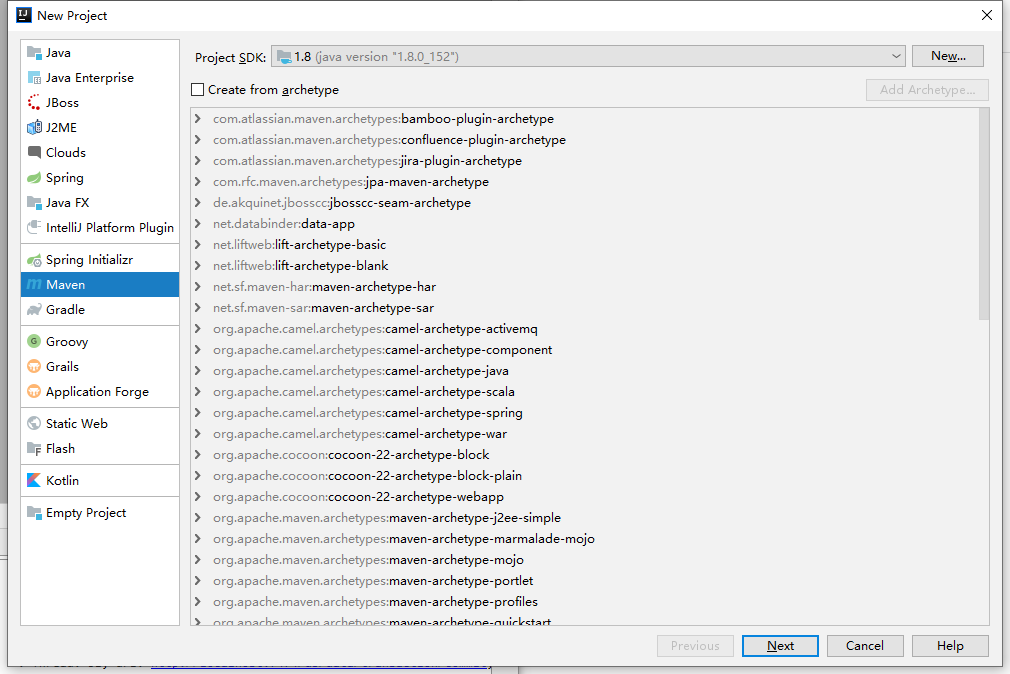 New Project
Java
Java Enterprise
JBoss
J2ME
Clouds
Spring
Java FX
IntelliJ Platform Plugin
Spring Initializr
Maven
Gradle
Groovy
Grails
Application Forge
Static Web
Flash
Kotlin
Empty Project
Project SDK: 1.8 (java version "1.8.0_152") New...
Create from archetype Add Archetype...
com.atlassian.maven.archetypes:bamboo-plugin-archetype
com.atlassian.maven.archetypes:confluence-plugin-archetype
com.atlassian.maven.archetypes:jira-plugin-archetype
com.rfc.maven.archetypes:jpa-maven-archetype
de.akquinet.jbosscc:jbosscc-seam-archetype
net.databinder:data-app
net.liftweb:lift-archetype-basic
net.liftweb:lift-archetype-blank
net.sf.maven-har:maven-archetype-har
net.sf.maven-sar:maven-archetype-sar
org.apache.camel.archetypes:camel-archetype-activemq
org.apache.camel.archetypes:camel-archetype-component
org.apache.camel.archetypes:camel-archetype-java
org.apache.camel.archetypes:camel-archetype-scala
org.apache.camel.archetypes:camel-archetype-spring
org.apache.camel.archetypes:camel-archetype-war
org.apache.cocoon:cocoon-22-archetype-block
org.apache.cocoon:cocoon-22-archetype-block-plain
org.apache.cocoon:cocoon-22-archetype-webapp
org.apache.maven.archetypes:maven-archetype-j2ee-simple
org.apache.maven.archetypes:maven-archetype-marmalade-mojo
org.apache.maven.archetypes:maven-archetype-mojo
org.apache.maven.archetypes:maven-archetype-portlet
org.apache.maven.archetypes:maven-archetype-profiles
org.apache.maven.archetypes:maven-archetype-quickstart
Previous Next Cancel Help